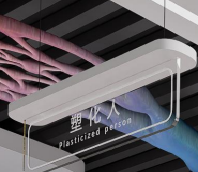 塑化人
Plasticized person